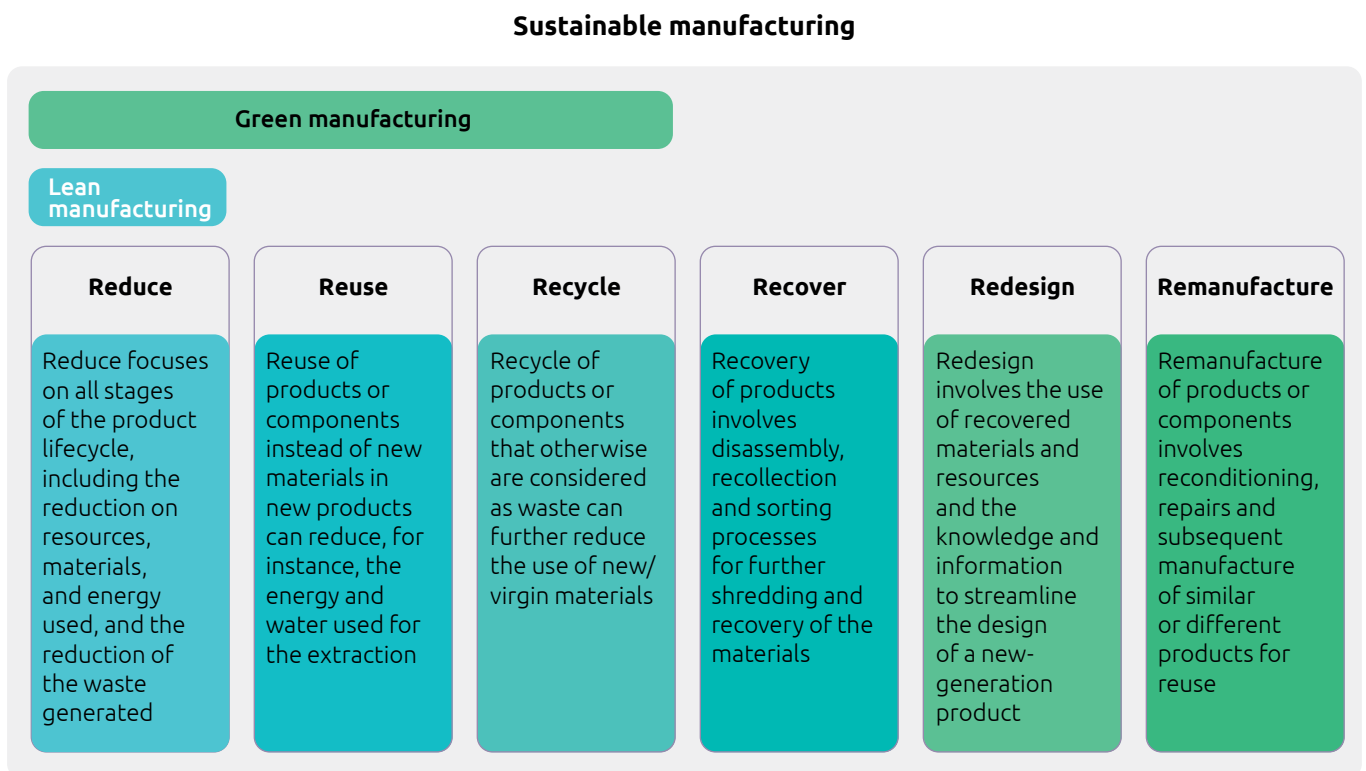 Sustainable manufacturing
Green manufacturing
Lean
manufacturing
Reduce
Reduce focuses
on all stages
of the product
lifecycle,
including the
reduction on
resources,
materials,
and energy
used, and the
reduction of
the waste
generated
Reuse
Reuse of
products or
components
instead of new
materials in
new products
can reduce, for
instance, the
energy and
water used for
the extraction
Recycle
Recycle of
products or
components
that otherwise
are considered
as waste can
further reduce
the use of new/
virgin materials
Recover
Recovery
of products
involves
disassembly,
recollection
and sorting
processes
for further
shredding and
recovery of the
materials
Redesign
Redesign
involves the use
of recovered
materials and
resources
and the
knowledge and
information
to streamline
the design
of a new-
generation
product
Remanufacture
Remanufacture
of products or
components
involves
reconditioning,
repairs and
subsequent
manufacture
of similar
or different
products for
reuse